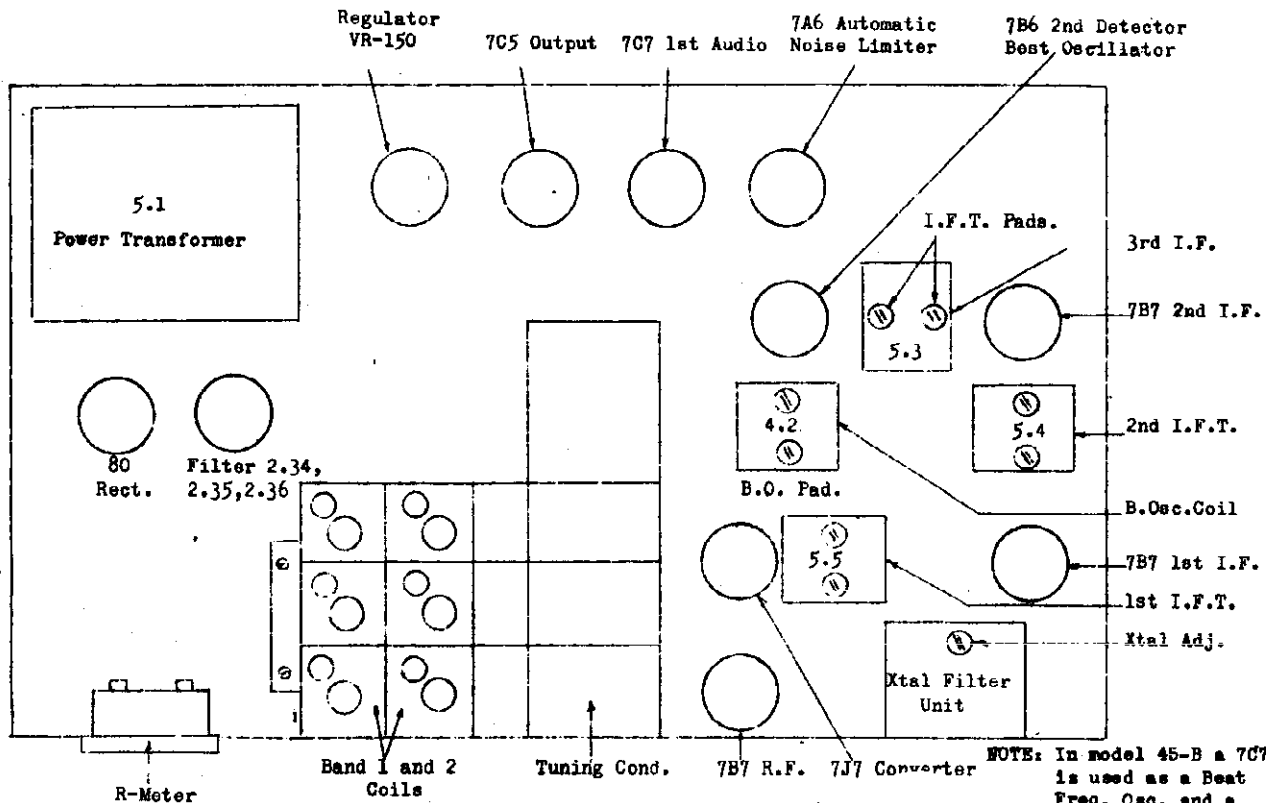 Regulator
VR-150
7C5 Output
7C7 1st Audio
7A6 Automatic
Noise Limiter
7B6 2nd Detector
Beat Oscillator
5.1
Power Transformer
I.F.T. Pads.
3rd I.F.
7B7 2nd I.F.
5.3
80
Rect.
Filter 2.34,
2.35,2.36
4.2
B.O. Pad.
5.4
2nd I.F.T.
B.Osc.Coil
5.5
7B7 1st I.F.
1st I.F.T.
Xtal Adj.
Xtal Filter
Unit
R-Meter
Band 1 and 2
Coils
Tuning Cond.
7B7 R.F.
7J7 Converter
NOTE: In model 45-B a 7C7
is used as a Beat
Freq. Osc. and a